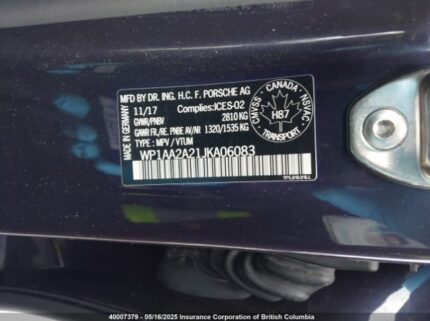 MFD BY DR. ING. H.C. F. PORSCHE AG
11/17 Complies:ICES-02
GAWR/PNBV 2810 KG
GAWR FR./RE. PNBE AV/AR 1320/1535 KG
TYPE : MPV / VTUM
WP1AA2A21JKA06083
MADE IN GERMANY
CANADA
CMVSS
NSVAC
H87
TRANSPORT
40007379 - 05/16/2025 Insurance Corporation of British Columbia